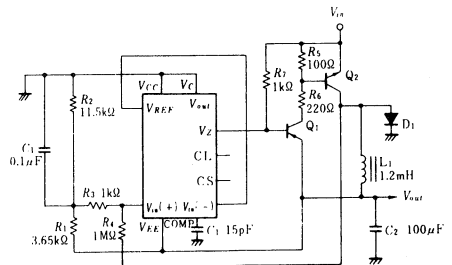 Vin
R5
100Ω
R7
1kΩ
Q2
R6
220Ω
Q1
D1
L1
1.2mH
Vout
C2 100μF
VCC
VC
VREF
Vout
VZ
CL
CS
Vin(+) Vin(-)
VEE COMP
C1 15pF
R2
11.5kΩ
C1
0.1μF
R3 1kΩ
R1
3.65kΩ
R4
1MΩ